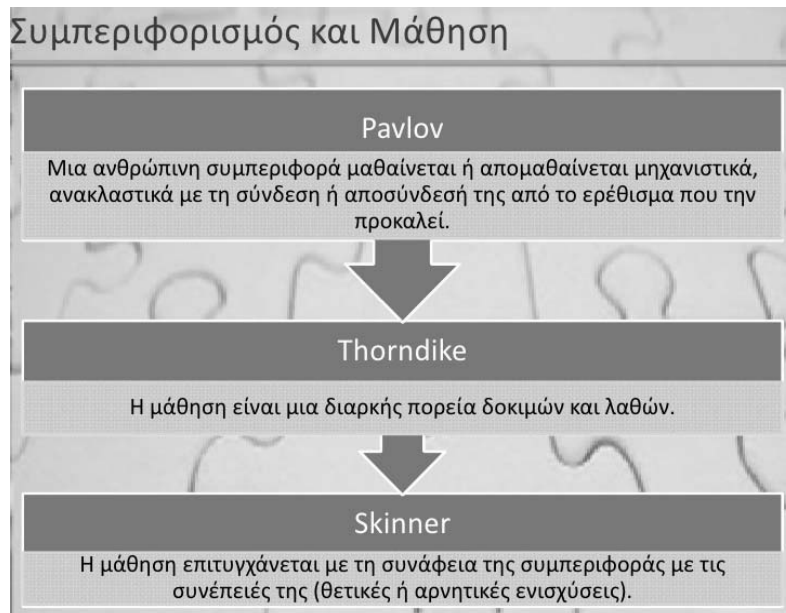 Συμπεριφορισμός και Μάθηση
Pavlov
Μια ανθρώπινη συμπεριφορά μαθαίνεται ή απομαθαίνεται μηχανιστικά,
ανακλαστικά με τη σύνδεση ή αποσύνδεσή της από το ερέθισμα που την
προκαλεί.
Thorndike
Η μάθηση είναι μια διαρκής πορεία δοκιμών και λαθών.
Skinner
Η μάθηση επιτυγχάνεται με τη συνάφεια της συμπεριφοράς με τις
συνέπειές της (θετικές ή αρνητικές ενισχύσεις).